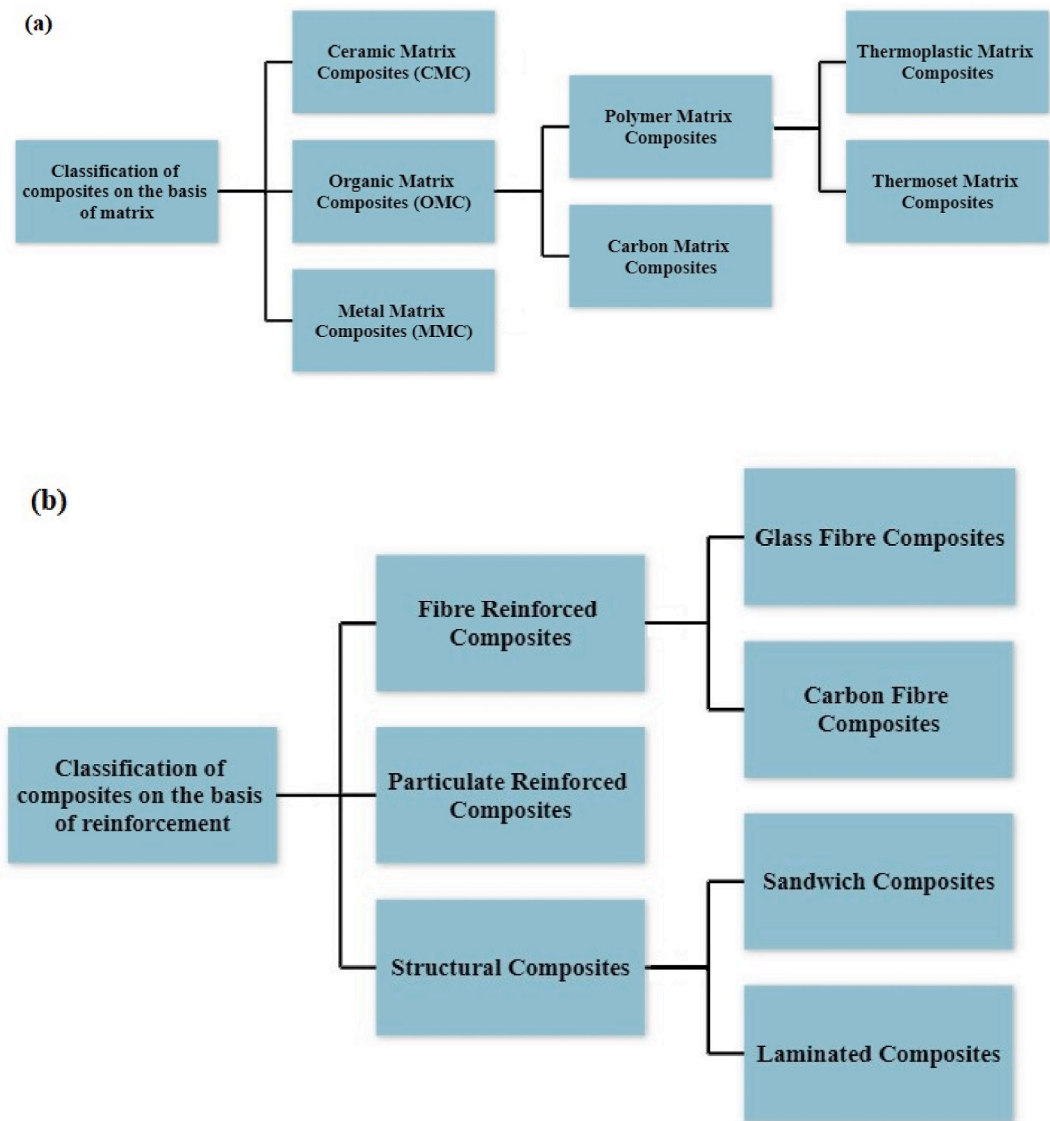 (a)
Ceramic Matrix
Composites (CMC)
Thermoplastic Matrix
Composites
Polymer Matrix
Composites
Classification of
composites on the basis
of matrix
Organic Matrix
Composites (OMC)
Thermoset Matrix
Composites
Carbon Matrix
Composites
Metal Matrix
Composites (MMC)
(b)
Glass Fibre Composites
Fibre Reinforced
Composites
Carbon Fibre
Composites
Classification of
composites on the basis
of reinforcement
Particulate Reinforced
Composites
Sandwich Composites
Structural Composites
Laminated Composites